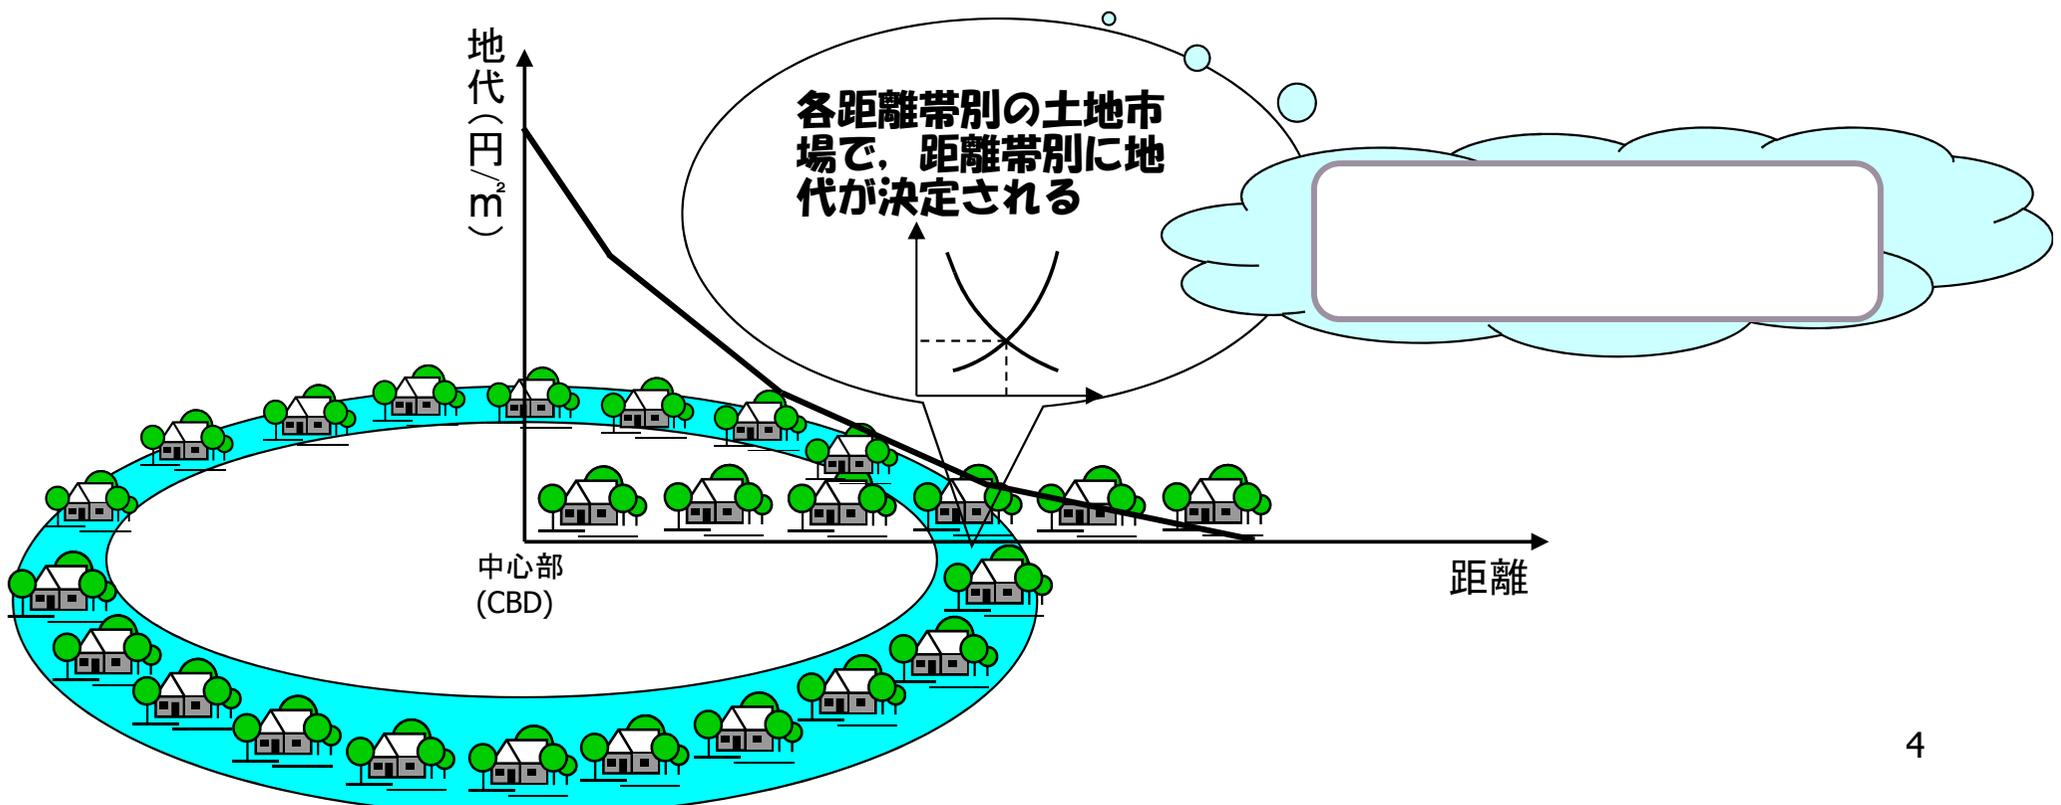 地代(円/㎡)
各距離帯別の土地市
場で，距離帯別に地
代が決定される
中心部
(CBD)
距離
4